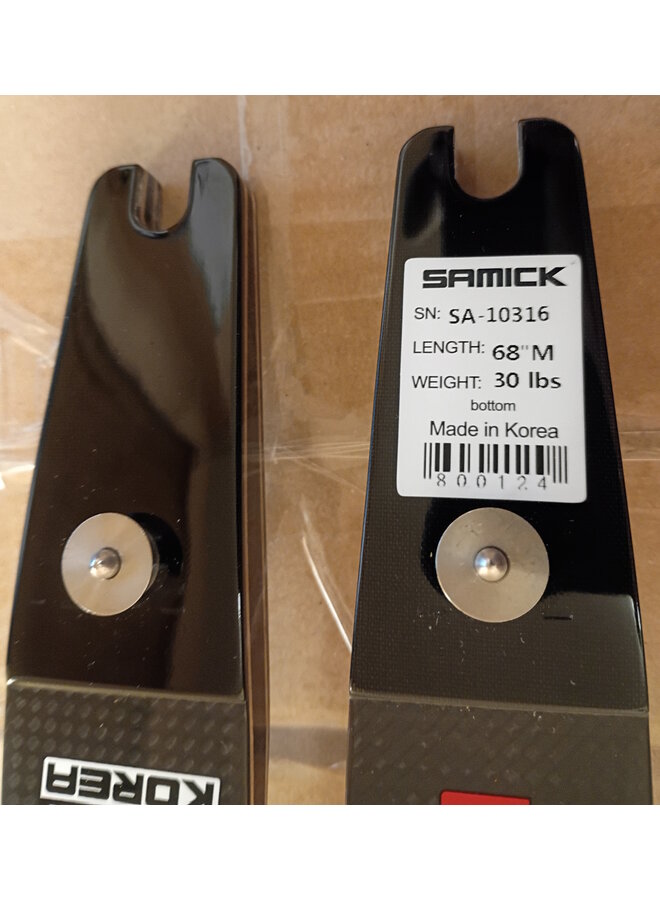 SAMICK
SN: SA-10316
LENGTH: 68"M
WEIGHT: 30 lbs
bottom
Made in Korea
800124
KOREA